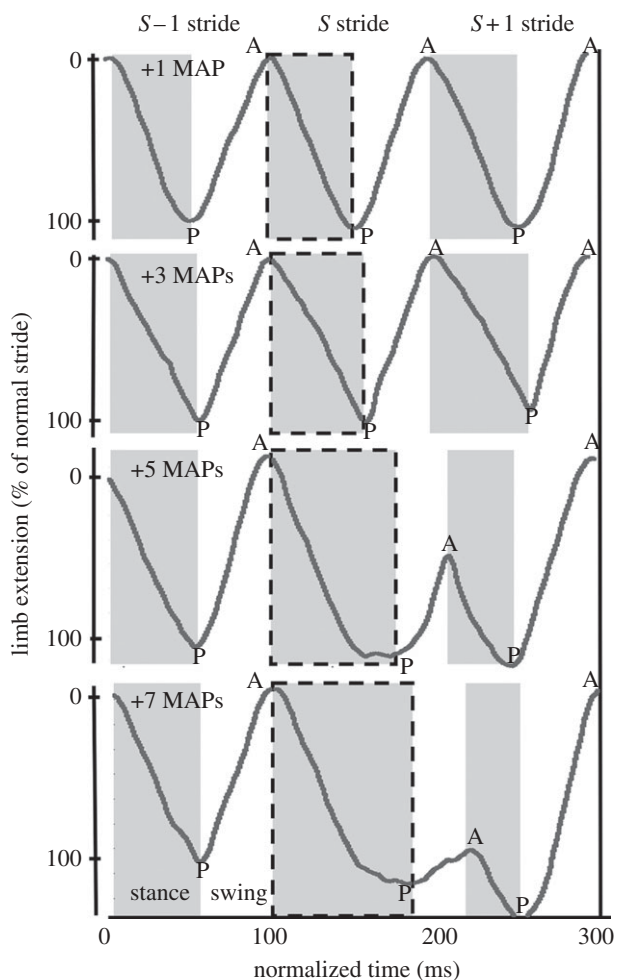 S – 1 stride S stride S + 1 stride
A A A
0 +1 MAP
100
P P P
A A A
0 +3 MAPs
100
P P P
A A
0 +5 MAPs
A
100
P P P
A A
0 +7 MAPs
A
100
P P P
stance swing
0 100 200 300
normalized time (ms)
limb extension (% of normal stride)